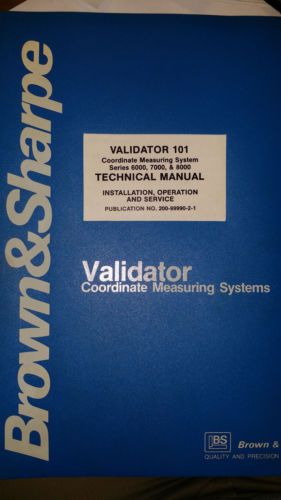 Brown&Sharpe
VALIDATOR 101
Coordinate Measuring System
Series 6000, 7000, & 8000
TECHNICAL MANUAL
INSTALLATION, OPERATION
AND SERVICE
PUBLICATION NO. 200-99990-2-1
Validator
Coordinate Measuring Systems
BS
Brown &
QUALITY AND PRECISION